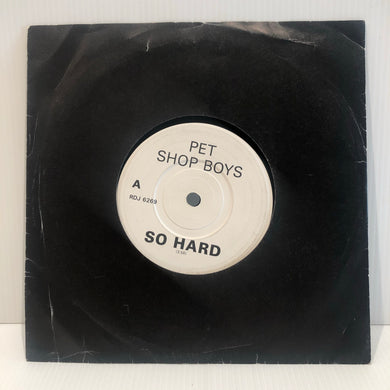 PET
SHOP BOYS
A
RDJ 6269
SO HARD